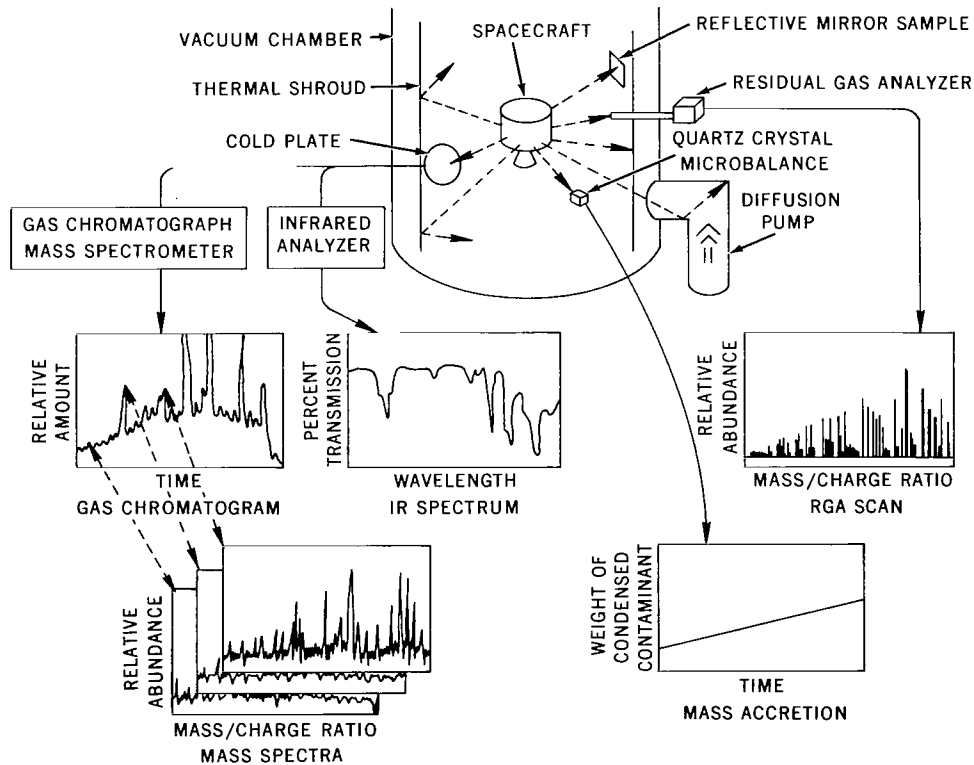 VACUUM CHAMBER
SPACECRAFT
REFLECTIVE MIRROR SAMPLE
THERMAL SHROUD
RESIDUAL GAS ANALYZER
COLD PLATE
QUARTZ CRYSTAL
MICROBALANCE
GAS CHROMATOGRAPH
MASS SPECTROMETER
INFRARED
ANALYZER
DIFFUSION
PUMP
RELATIVE
AMOUNT
TIME
GAS CHROMATOGRAM
PERCENT
TRANSMISSION
WAVELENGTH
IR SPECTRUM
RELATIVE
ABUNDANCE
MASS/CHARGE RATIO
RGA SCAN
RELATIVE
ABUNDANCE
MASS/CHARGE RATIO
MASS SPECTRA
WEIGHT OF
CONDENSED
CONTAMINANT
TIME
MASS ACCRETION